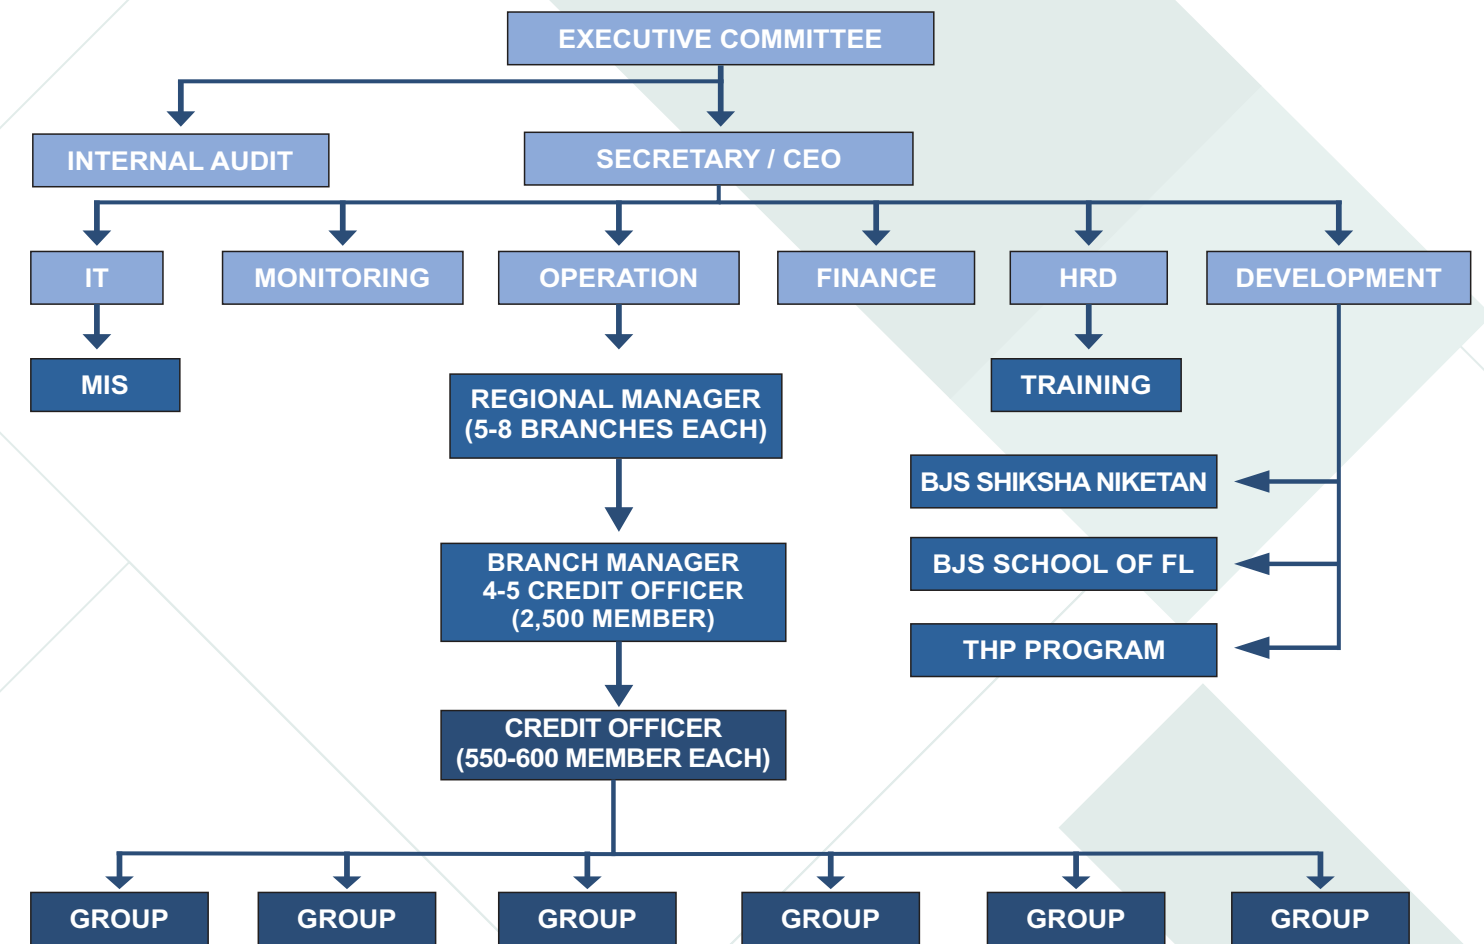 EXECUTIVE COMMITTEE
INTERNAL AUDIT
SECRETARY / CEO
IT
MONITORING
OPERATION
FINANCE
HRD
DEVELOPMENT
MIS
REGIONAL MANAGER
(5-8 BRANCHES EACH)
TRAINING
BJS SHIKSHA NIKETAN
BRANCH MANAGER
4-5 CREDIT OFFICER
(2,500 MEMBER)
BJS SCHOOL OF FL
THP PROGRAM
CREDIT OFFICER
(550-600 MEMBER EACH)
GROUP
GROUP
GROUP
GROUP
GROUP
GROUP